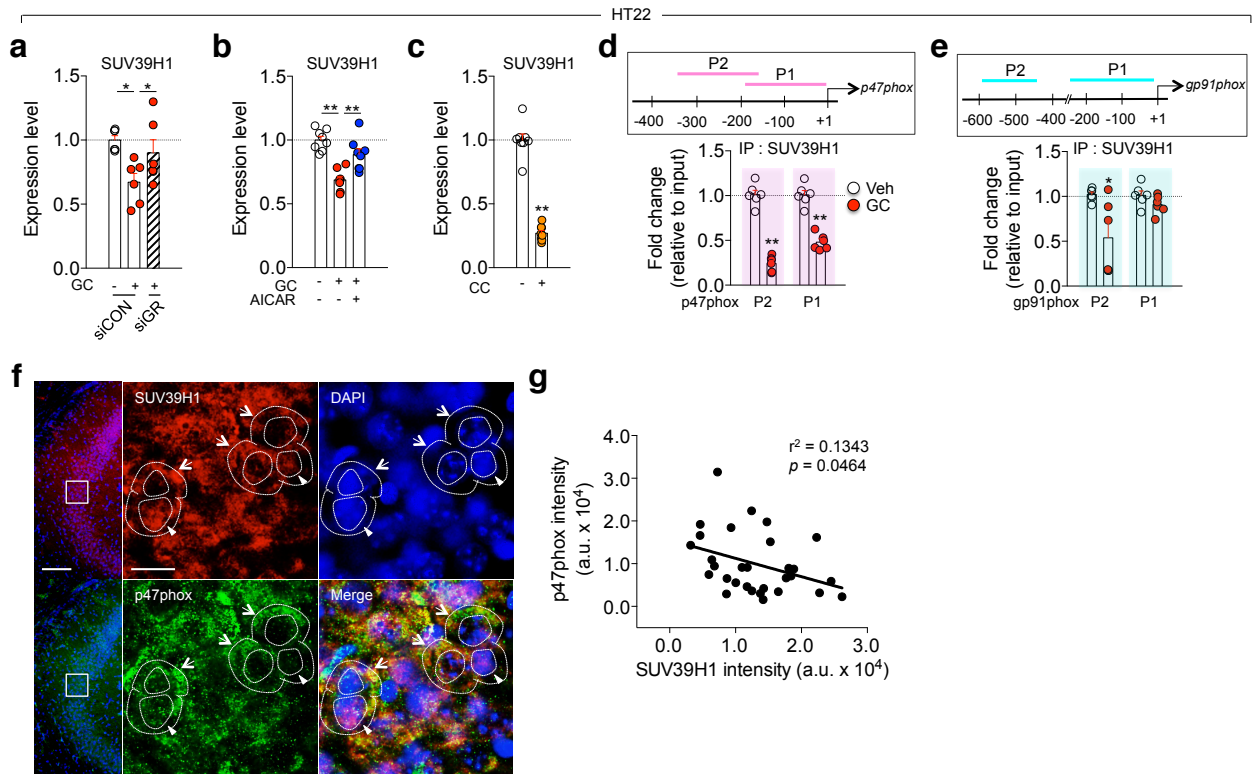 HT22
a
SUV39H1
Expression level
1.5
1.0
0.5
0.0
* *
GC - + +
siCON siGR
b
SUV39H1
Expression level
1.5
1.0
0.5
0.0
** **
GC - + +
AICAR - - +
c
SUV39H1
Expression level
1.5
1.0
0.5
0.0
**
CC - +
d
P2 P1
p47phox
-400 -300 -200 -100 +1
IP : SUV39H1
Fold change
(relative to input)
1.5
1.0
0.5
0
** **
p47phox P2 P1
Veh
GC
e
P2 P1
gp91phox
-600 -500 -400 -200 -100 +1
IP : SUV39H1
Fold change
(relative to input)
1.5
1.0
0.5
0
*
gp91phox P2 P1
f
SUV39H1
DAPI
p47phox
Merge
g
p47phox intensity
(a.u. x 10⁴)
4.0
3.0
2.0
1.0
0.0
r² = 0.1343
p = 0.0464
0.0 1.0 2.0 3.0
SUV39H1 intensity (a.u. x 10⁴)